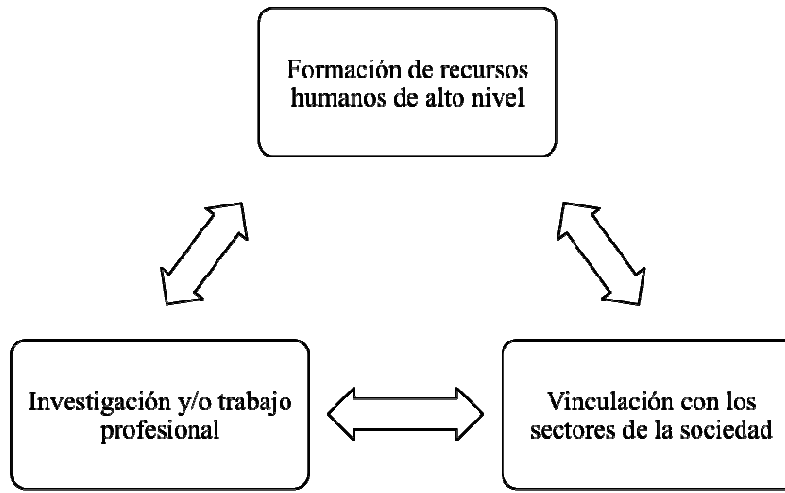 Formación de recursos
humanos de alto nivel
Investigación y/o trabajo
profesional
Vinculación con los
sectores de la sociedad